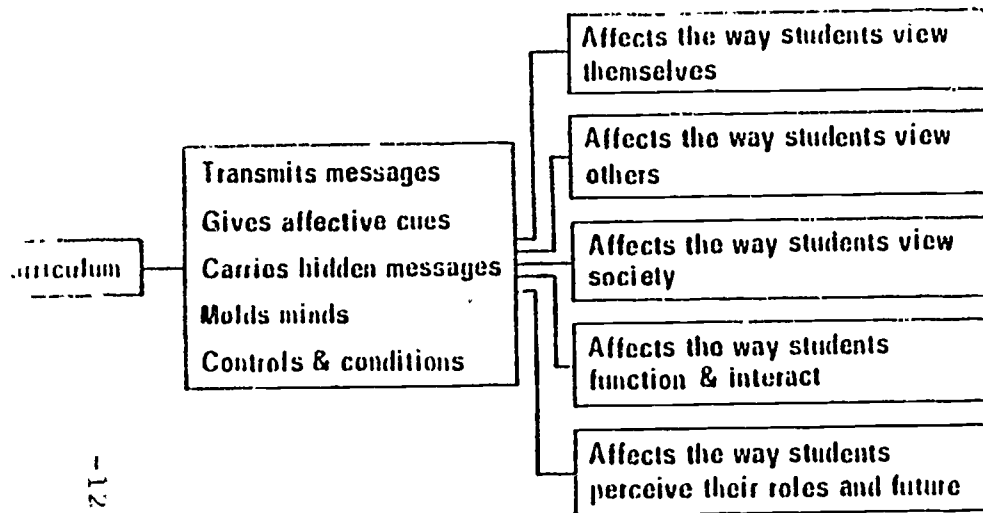 urriculum
Transmits messages
Gives affective cues
Carries hidden messages
Molds minds
Controls & conditions
Affects the way students view
themselves
Affects the way students view
others
Affects the way students view
society
Affects the way students
function & interact
Affects the way students
perceive their roles and future
-12